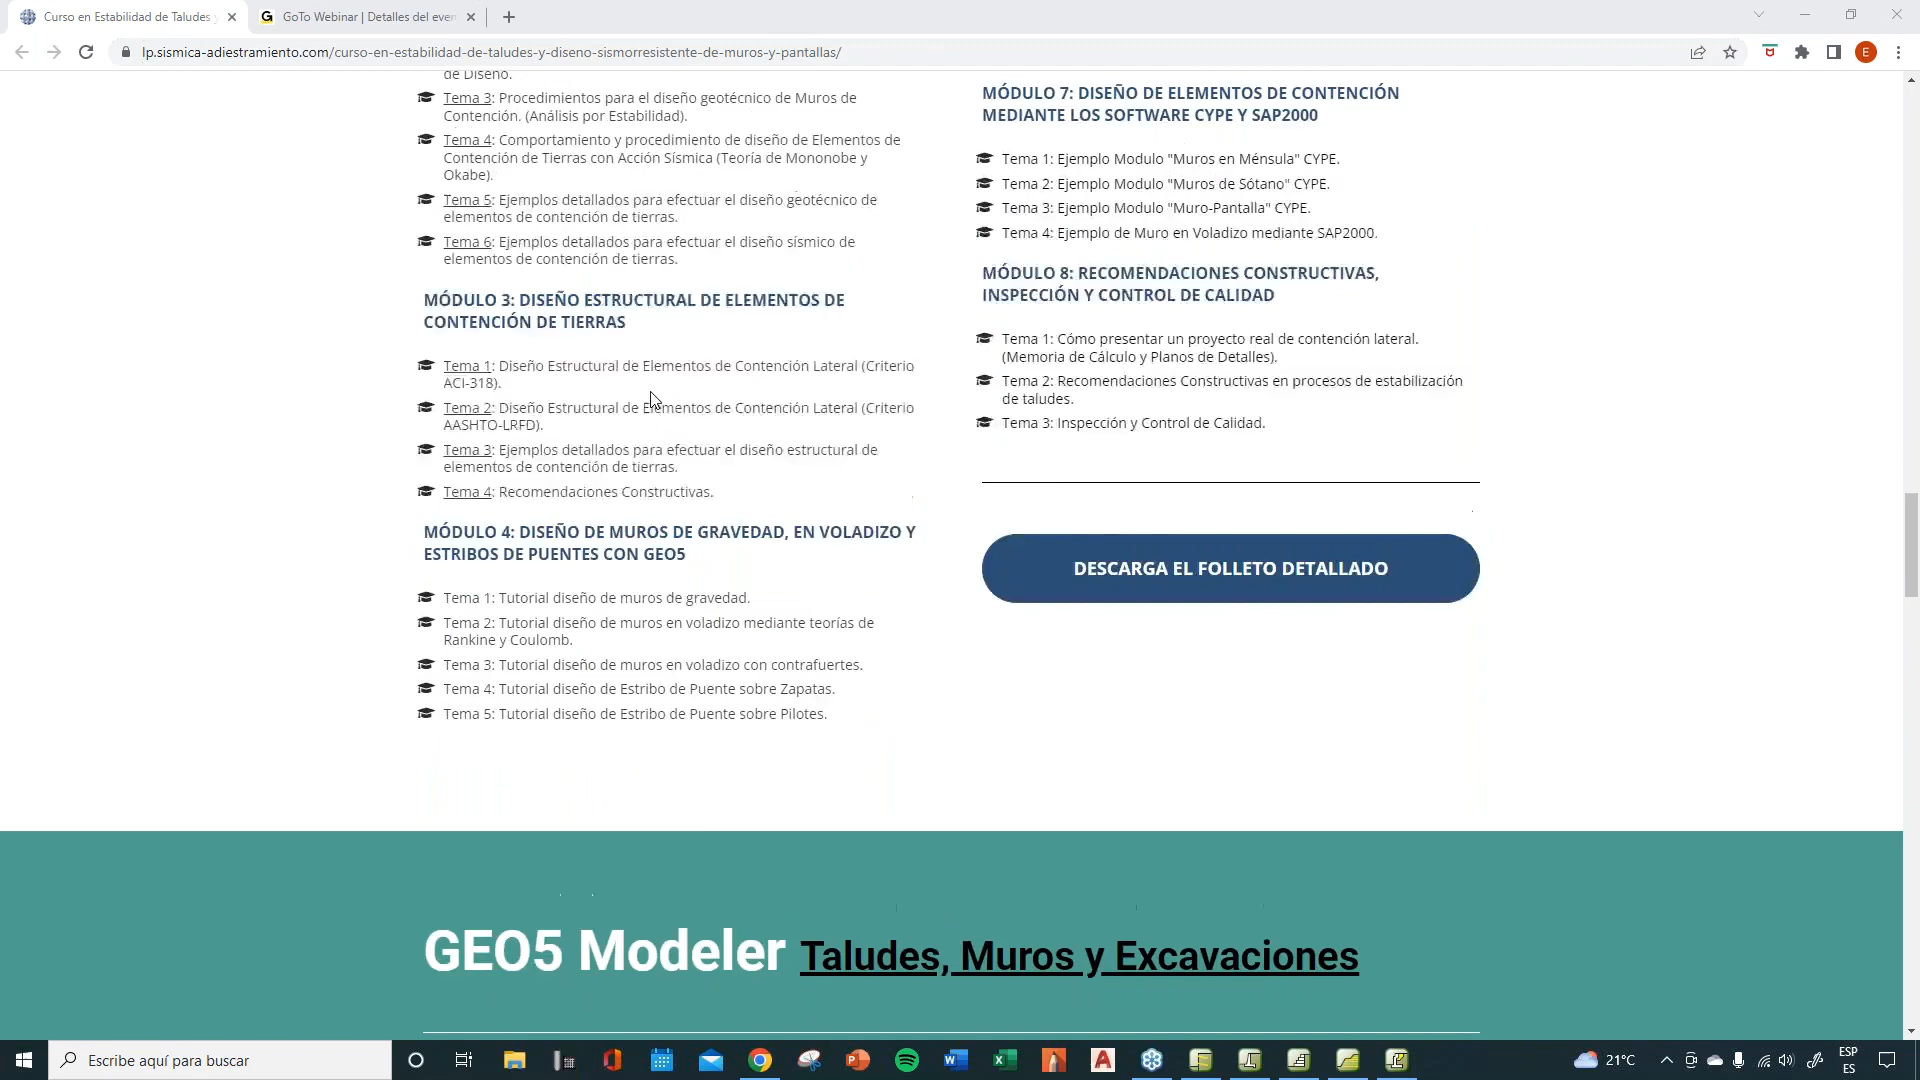 Curso en Estabilidad de Taludes y
GoTo Webinar | Detalles del even
lp.sismica-adiestramiento.com/curso-en-estabilidad-de-taludes-y-diseno-sismorresistente-de-muros-y-pantallas/
E
de Diseño.
Tema 3: Procedimientos para el diseño geotécnico de Muros de
Contención. (Análisis por Estabilidad).
Tema 4: Comportamiento y procedimiento de diseño de Elementos de
Contención de Tierras con Acción Sísmica (Teoría de Mononobe y
Okabe).
Tema 5: Ejemplos detallados para efectuar el diseño geotécnico de
elementos de contención de tierras.
Tema 6: Ejemplos detallados para efectuar el diseño sísmico de
elementos de contención de tierras.
MÓDULO 3: DISEÑO ESTRUCTURAL DE ELEMENTOS DE
CONTENCIÓN DE TIERRAS
Tema 1: Diseño Estructural de Elementos de Contención Lateral (Criterio
ACI-318).
Tema 2: Diseño Estructural de Elementos de Contención Lateral (Criterio
AASHTO-LRFD).
Tema 3: Ejemplos detallados para efectuar el diseño estructural de
elementos de contención de tierras.
Tema 4: Recomendaciones Constructivas.
MÓDULO 4: DISEÑO DE MUROS DE GRAVEDAD, EN VOLADIZO Y
ESTRIBOS DE PUENTES CON GEO5
Tema 1: Tutorial diseño de muros de gravedad.
Tema 2: Tutorial diseño de muros en voladizo mediante teorías de
Rankine y Coulomb.
Tema 3: Tutorial diseño de muros en voladizo con contrafuertes.
Tema 4: Tutorial diseño de Estribo de Puente sobre Zapatas.
Tema 5: Tutorial diseño de Estribo de Puente sobre Pilotes.
MÓDULO 7: DISEÑO DE ELEMENTOS DE CONTENCIÓN
MEDIANTE LOS SOFTWARE CYPE Y SAP2000
Tema 1: Ejemplo Modulo "Muros en Ménsula" CYPE.
Tema 2: Ejemplo Modulo "Muros de Sótano" CYPE.
Tema 3: Ejemplo Modulo "Muro-Pantalla" CYPE.
Tema 4: Ejemplo de Muro en Voladizo mediante SAP2000.
MÓDULO 8: RECOMENDACIONES CONSTRUCTIVAS,
INSPECCIÓN Y CONTROL DE CALIDAD
Tema 1: Cómo presentar un proyecto real de contención lateral.
(Memoria de Cálculo y Planos de Detalles).
Tema 2: Recomendaciones Constructivas en procesos de estabilización
de taludes.
Tema 3: Inspección y Control de Calidad.
DESCARGA EL FOLLETO DETALLADO
GEO5 Modeler Taludes, Muros y Excavaciones
Escribe aquí para buscar
21°C
ESP
ES